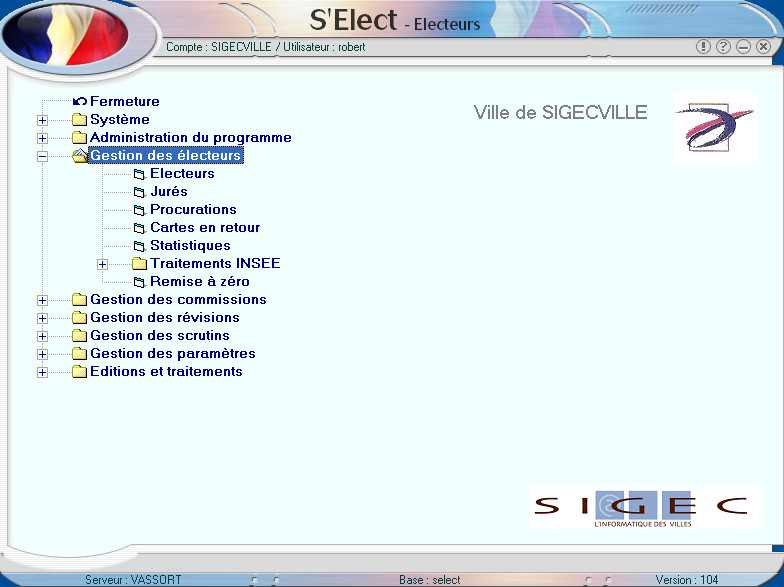 S'Elect - Electeurs
Compte : SIGECVILLE / Utilisateur : robert
Ville de SIGECVILLE
Fermeture
Système
Administration du programme
Gestion des électeurs
Electeurs
Jurés
Procurations
Cartes en retour
Statistiques
Traitements INSEE
Remise à zéro
Gestion des commissions
Gestion des révisions
Gestion des scrutins
Gestion des paramètres
Editions et traitements
SIGEC
L'INFORMATIQUE DES VILLES
Serveur : VASSORT Base : select Version : 104